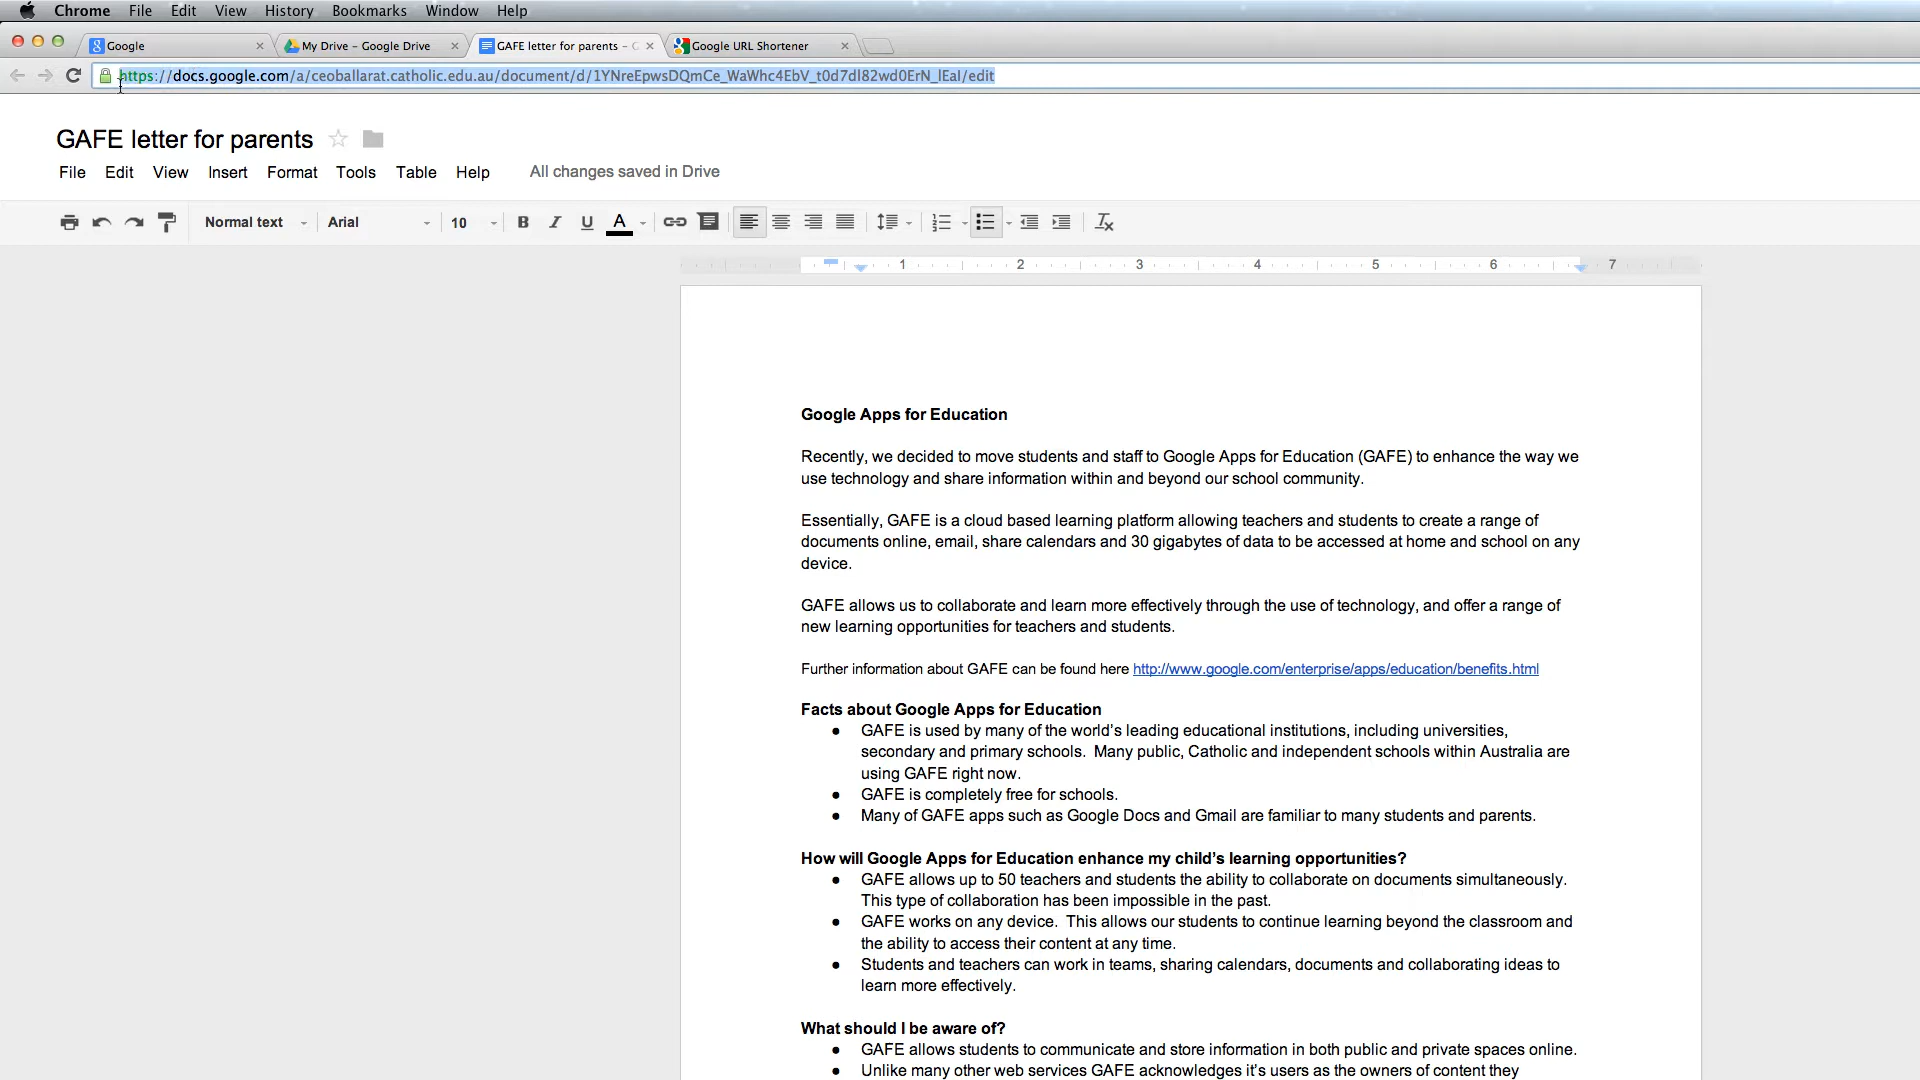 Chrome File Edit View History Bookmarks Window Help
Google My Drive – Google Drive GAFE letter for parents – G Google URL Shortener
https://docs.google.com/a/ceoballarat.catholic.edu.au/document/d/1YNreEpwsDQmCe_WaWhc4EbV_t0d7dl82wd0ErN_lEaI/edit
GAFE letter for parents
File Edit View Insert Format Tools Table Help All changes saved in Drive
Normal text Arial 10 B I U A
1 2 3 4 5 6 7
Google Apps for Education
Recently, we decided to move students and staff to Google Apps for Education (GAFE) to enhance the way we
use technology and share information within and beyond our school community.
Essentially, GAFE is a cloud based learning platform allowing teachers and students to create a range of
documents online, email, share calendars and 30 gigabytes of data to be accessed at home and school on any
device.
GAFE allows us to collaborate and learn more effectively through the use of technology, and offer a range of
new learning opportunities for teachers and students.
Further information about GAFE can be found here http://www.google.com/enterprise/apps/education/benefits.html
Facts about Google Apps for Education
● GAFE is used by many of the world's leading educational institutions, including universities,
secondary and primary schools.  Many public, Catholic and independent schools within Australia are
using GAFE right now.
● GAFE is completely free for schools.
● Many of GAFE apps such as Google Docs and Gmail are familiar to many students and parents.
How will Google Apps for Education enhance my child's learning opportunities?
● GAFE allows up to 50 teachers and students the ability to collaborate on documents simultaneously.
This type of collaboration has been impossible in the past.
● GAFE works on any device.  This allows our students to continue learning beyond the classroom and
the ability to access their content at any time.
● Students and teachers can work in teams, sharing calendars, documents and collaborating ideas to
learn more effectively.
What should I be aware of?
● GAFE allows students to communicate and store information in both public and private spaces online.
● Unlike many other web services GAFE acknowledges it's users as the owners of content they